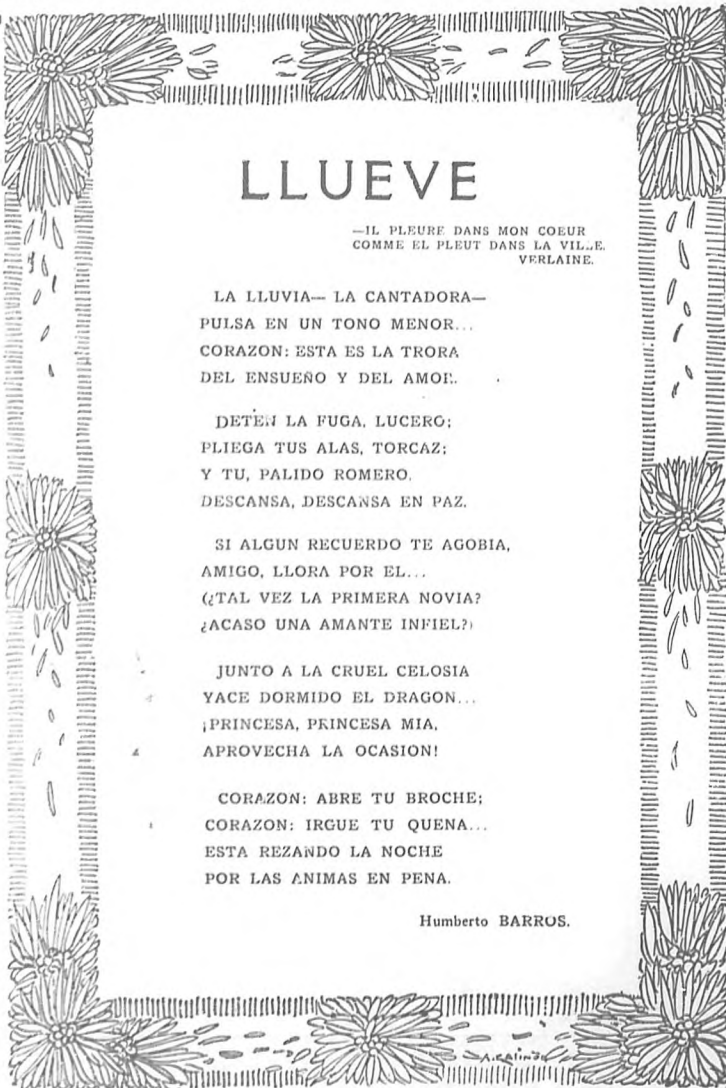 LLUEVE
—IL PLEURE DANS MON COEUR
COMME EL PLEUT DANS LA VILLE.
VERLAINE.
LA LLUVIA— LA CANTADORA—
PULSA EN UN TONO MENOR...
CORAZON: ESTA ES LA TRORA
DEL ENSUEÑO Y DEL AMOR.
DETEN LA FUGA, LUCERO;
PLIEGA TUS ALAS, TORCAZ;
Y TU, PALIDO ROMERO.
DESCANSA, DESCANSA EN PAZ.
SI ALGUN RECUERDO TE AGOBIA,
AMIGO, LLORA POR EL...
(¿TAL VEZ LA PRIMERA NOVIA?
¿ACASO UNA AMANTE INFIEL?)
JUNTO A LA CRUEL CELOSIA
YACE DORMIDO EL DRAGON...
¡PRINCESA, PRINCESA MIA,
APROVECHA LA OCASION!
CORAZON: ABRE TU BROCHE;
CORAZON: IRGUE TU QUENA...
ESTA REZANDO LA NOCHE
POR LAS ANIMAS EN PENA.
Humberto BARROS.